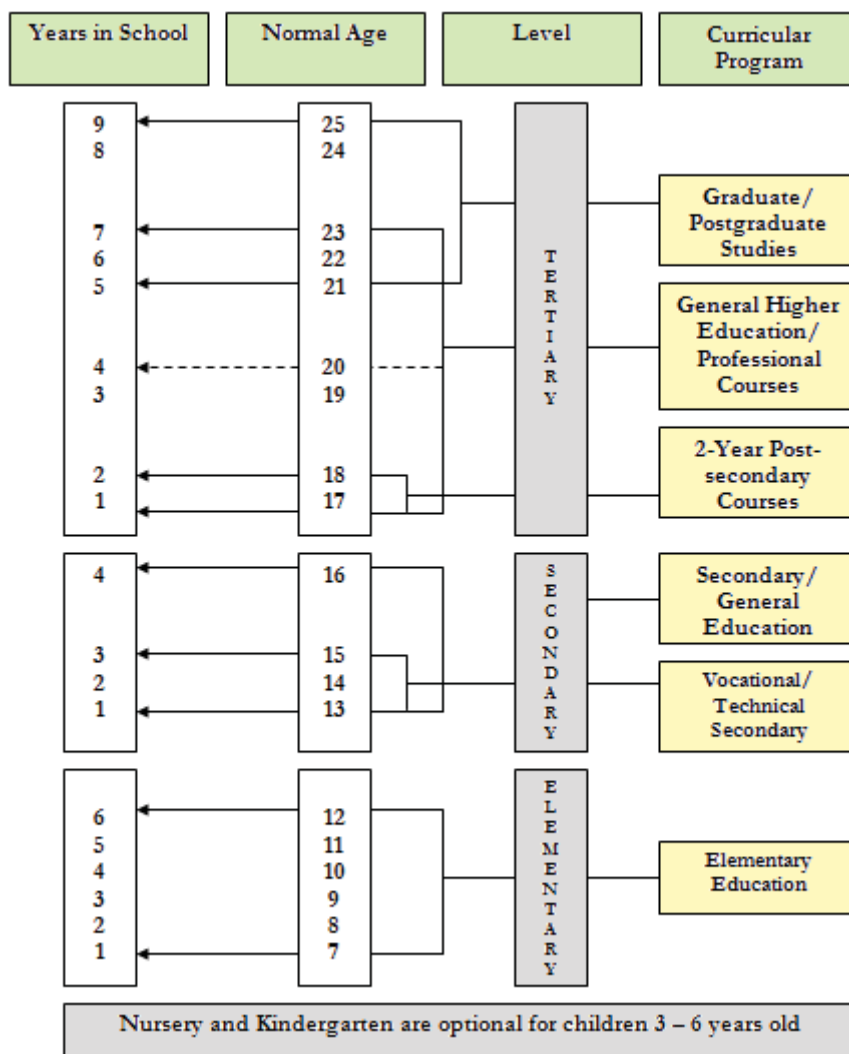 Years in School
Normal Age
Level
Curricular
Program
9
8
7
6
5
4
3
2
1
25
24
23
22
21
20
19
18
17
TERTIARY
Graduate/
Postgraduate
Studies
General Higher
Education/
Professional
Courses
2-Year Post-
secondary
Courses
4
3
2
1
16
15
14
13
SECONDARY
Secondary/
General
Education
Vocational/
Technical
Secondary
6
5
4
3
2
1
12
11
10
9
8
7
ELEMENTARY
Elementary
Education
Nursery and Kindergarten are optional for children 3 – 6 years old